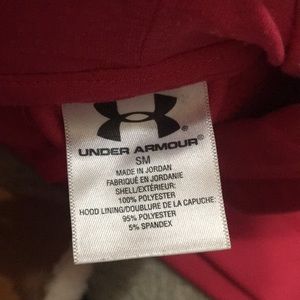 UNDER ARMOUR®
SM
MADE IN JORDAN
FABRIQUÉ EN JORDANIE
SHELL/EXTÉRIEUR:
100% POLYESTER
HOOD LINING/DOUBLURE DE LA CAPUCHE
95% POLYESTER
5% SPANDEX